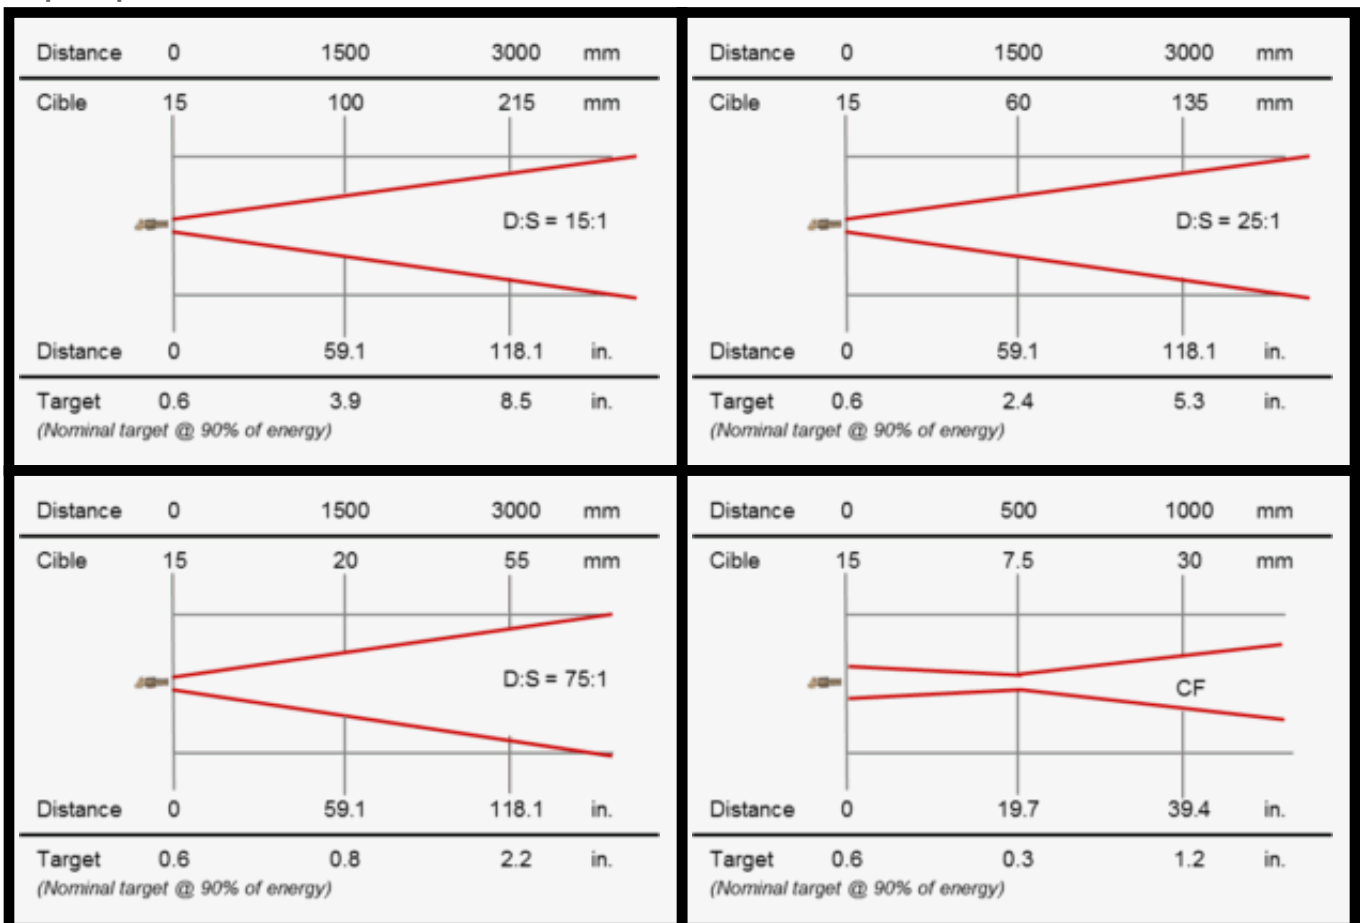 Distance 0 1500 3000 mm
Cible 15 100 215 mm
D:S = 15:1
Distance 0 59.1 118.1 in.
Target 0.6 3.9 8.5 in.
(Nominal target @ 90% of energy)
Distance 0 1500 3000 mm
Cible 15 60 135 mm
D:S = 25:1
Distance 0 59.1 118.1 in.
Target 0.6 2.4 5.3 in.
(Nominal target @ 90% of energy)
Distance 0 1500 3000 mm
Cible 15 20 55 mm
D:S = 75:1
Distance 0 59.1 118.1 in.
Target 0.6 0.8 2.2 in.
(Nominal target @ 90% of energy)
Distance 0 500 1000 mm
Cible 15 7.5 30 mm
CF
Distance 0 19.7 39.4 in.
Target 0.6 0.3 1.2 in.
(Nominal target @ 90% of energy)